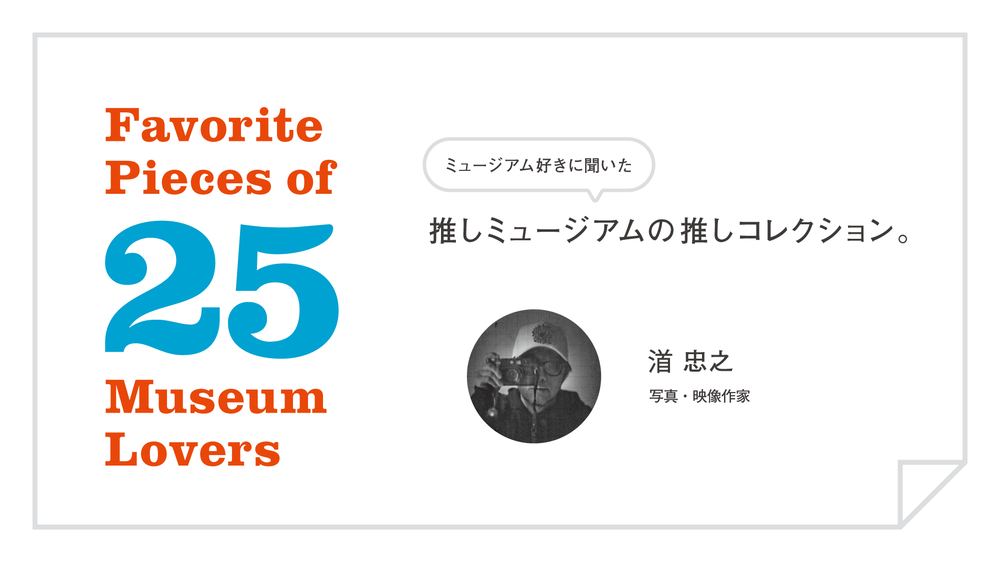 Favorite
Pieces of
25
Museum
Lovers
ミュージアム好きに聞いた
推しミュージアムの推しコレクション。
渞 忠之
写真・映像作家